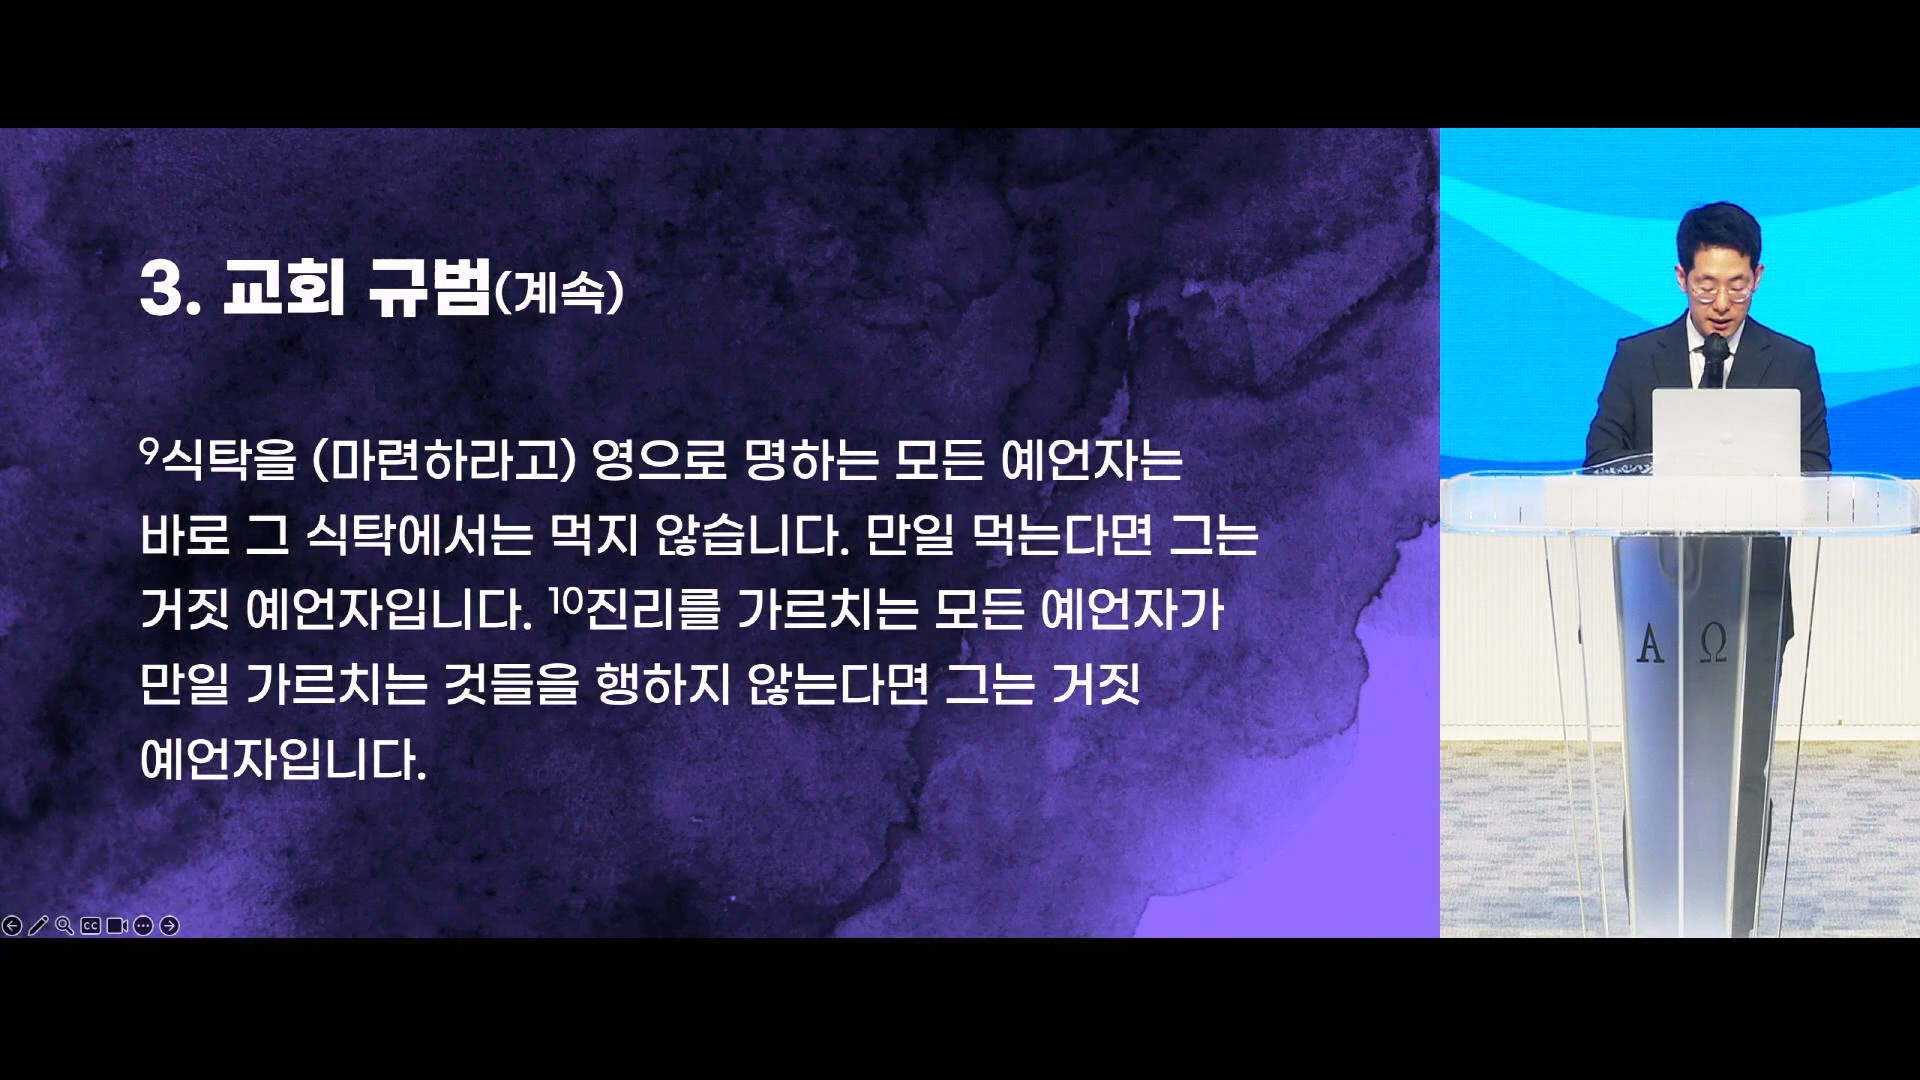 3. 교회 규범(계속)
⁹식탁을 (마련하라고) 영으로 명하는 모든 예언자는
바로 그 식탁에서는 먹지 않습니다. 만일 먹는다면 그는
거짓 예언자입니다. ¹⁰진리를 가르치는 모든 예언자가
만일 가르치는 것들을 행하지 않는다면 그는 거짓
예언자입니다.
CC
Α Ω